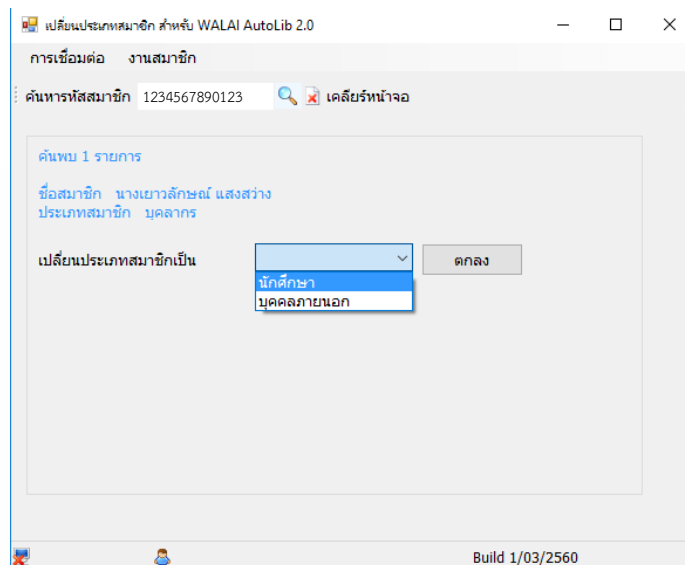 เปลี่ยนประเภทสมาชิก สำหรับ WALAI AutoLib 2.0
การเชื่อมต่อ งานสมาชิก
ค้นหารหัสสมาชิก 1234567890123 เคลียร์หน้าจอ
ค้นพบ 1 รายการ
ชื่อสมาชิก นางเยาวลักษณ์ แสงสว่าง
ประเภทสมาชิก บุคลากร
เปลี่ยนประเภทสมาชิกเป็น ตกลง
นักศึกษา
บุคคลภายนอก
Build 1/03/2560